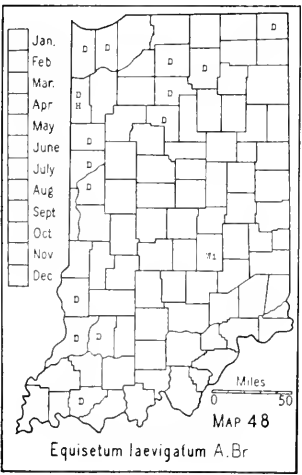 Jan.
Feb
Mar.
Apr
May
June
July
Aug
Sept
Oct
Nov
Dec
D
D D
D
D
D
D
H
D
D
D
D
D
D D
D
Miles
0 50
MAP 48
Equisetum laevigatum A.Br